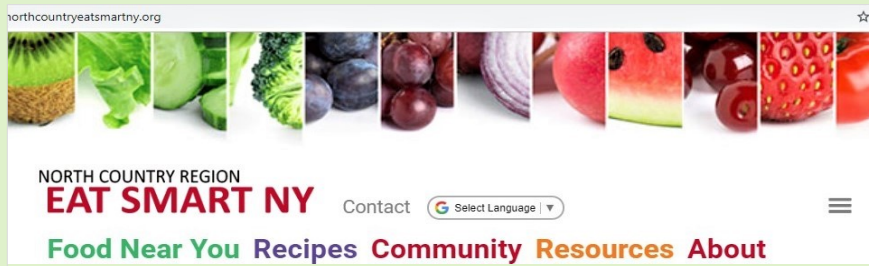 northcountryeatsmartny.org
NORTH COUNTRY REGION
EAT SMART NY
Contact
G Select Language ▼
Food Near You Recipes Community Resources About